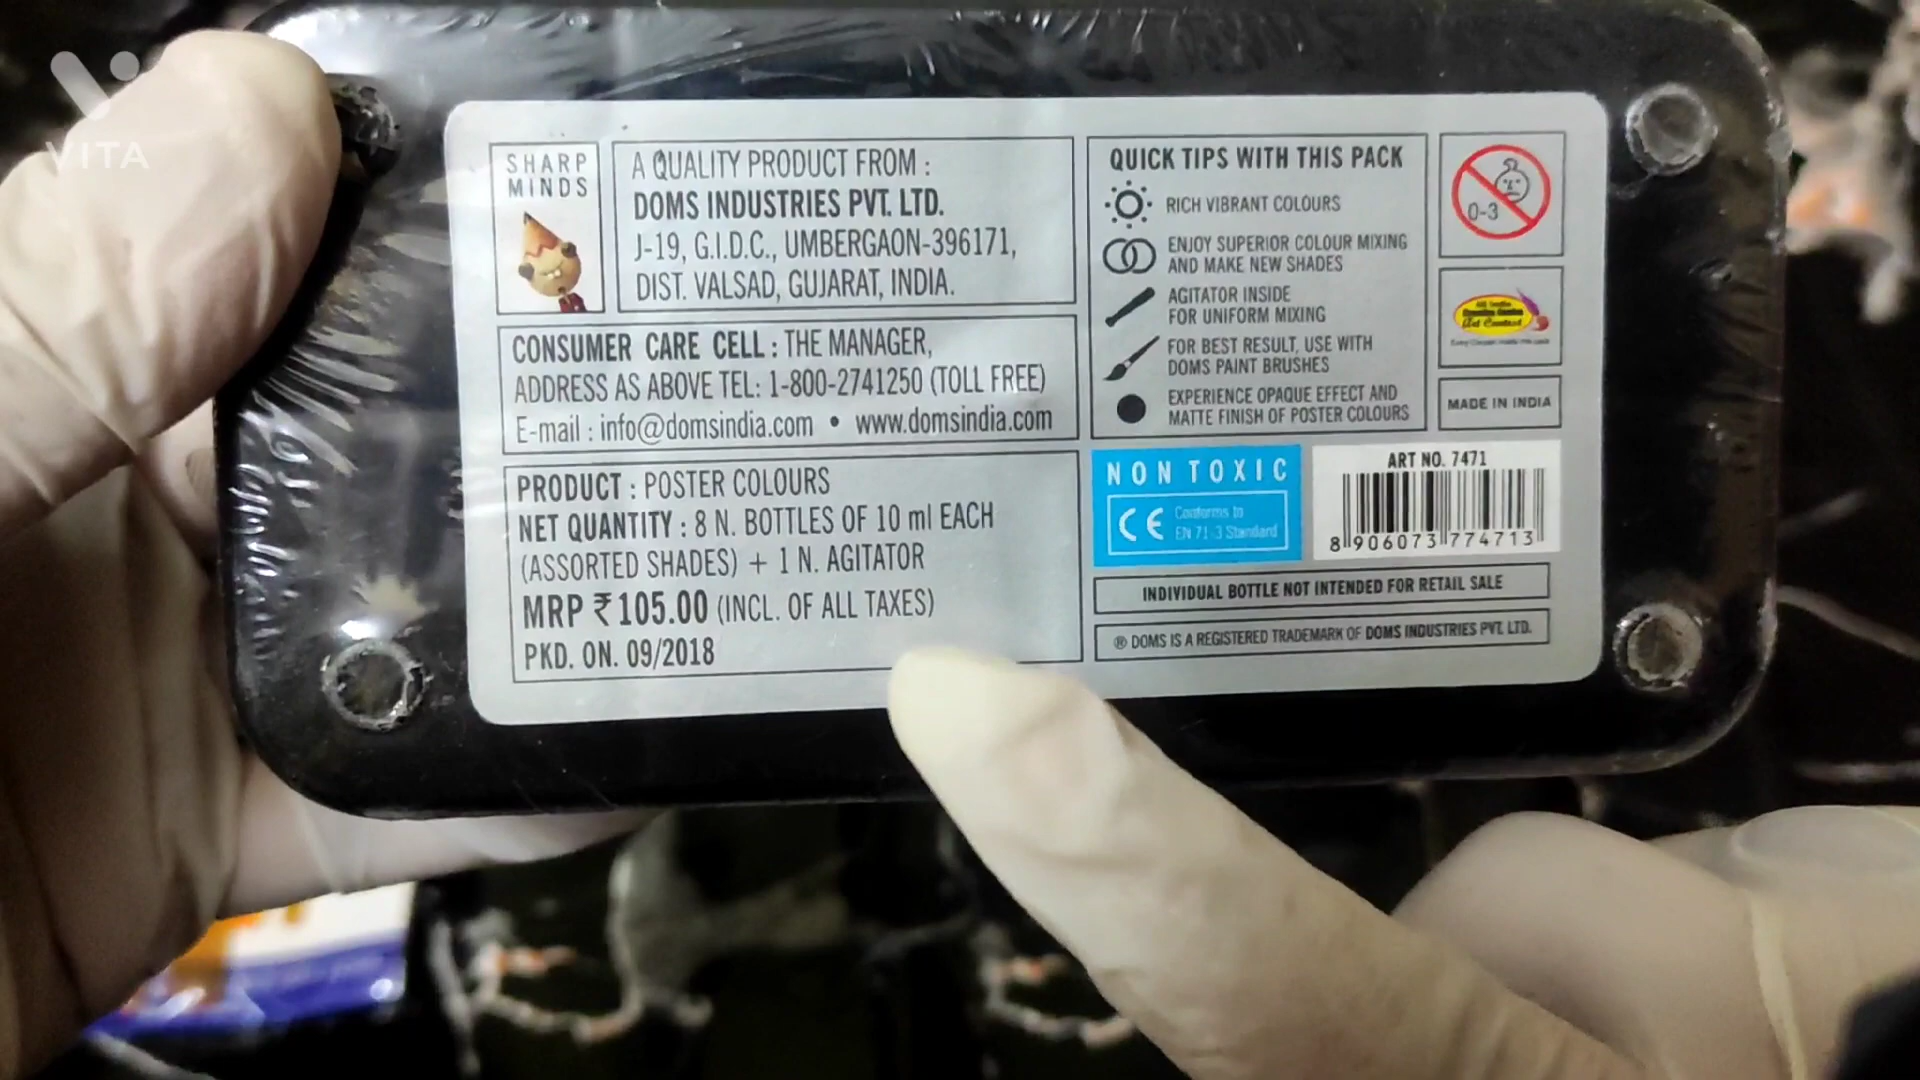 VITA
SHARP
MINDS
A QUALITY PRODUCT FROM :
DOMS INDUSTRIES PVT. LTD.
J-19, G.I.D.C., UMBERGAON-396171,
DIST. VALSAD, GUJARAT, INDIA.
CONSUMER CARE CELL : THE MANAGER,
ADDRESS AS ABOVE TEL: 1-800-2741250 (TOLL FREE)
E-mail : info@domsindia.com • www.domsindia.com
PRODUCT : POSTER COLOURS
NET QUANTITY : 8 N. BOTTLES OF 10 ml EACH
(ASSORTED SHADES) + 1 N. AGITATOR
MRP ₹105.00 (INCL. OF ALL TAXES)
PKD. ON. 09/2018
QUICK TIPS WITH THIS PACK
RICH VIBRANT COLOURS
ENJOY SUPERIOR COLOUR MIXING
AND MAKE NEW SHADES
AGITATOR INSIDE
FOR UNIFORM MIXING
FOR BEST RESULT, USE WITH
DOMS PAINT BRUSHES
EXPERIENCE OPAQUE EFFECT AND
MATTE FINISH OF POSTER COLOURS
0-3
Art Contest
MADE IN INDIA
NON TOXIC
CE Conforms to
EN 71-3 Standard
ART NO. 7471
8 906073 774713
INDIVIDUAL BOTTLE NOT INTENDED FOR RETAIL SALE
® DOMS IS A REGISTERED TRADEMARK OF DOMS INDUSTRIES PVT. LTD.